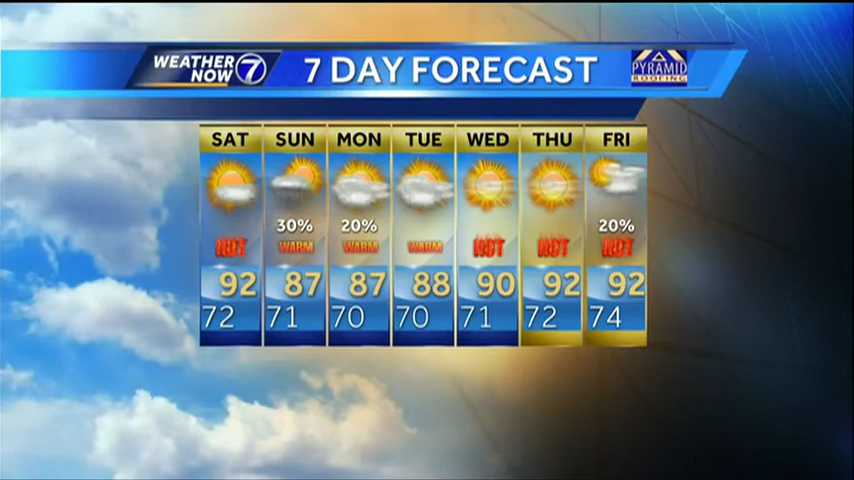 WEATHER
NOW 7
7 DAY FORECAST
PYRAMID
ROOFING
SAT SUN MON TUE WED THU FRI
30% 20% 20%
HOT WARM WARM WARM HOT HOT HOT
92 87 87 88 90 92 92
72 71 70 70 71 72 74